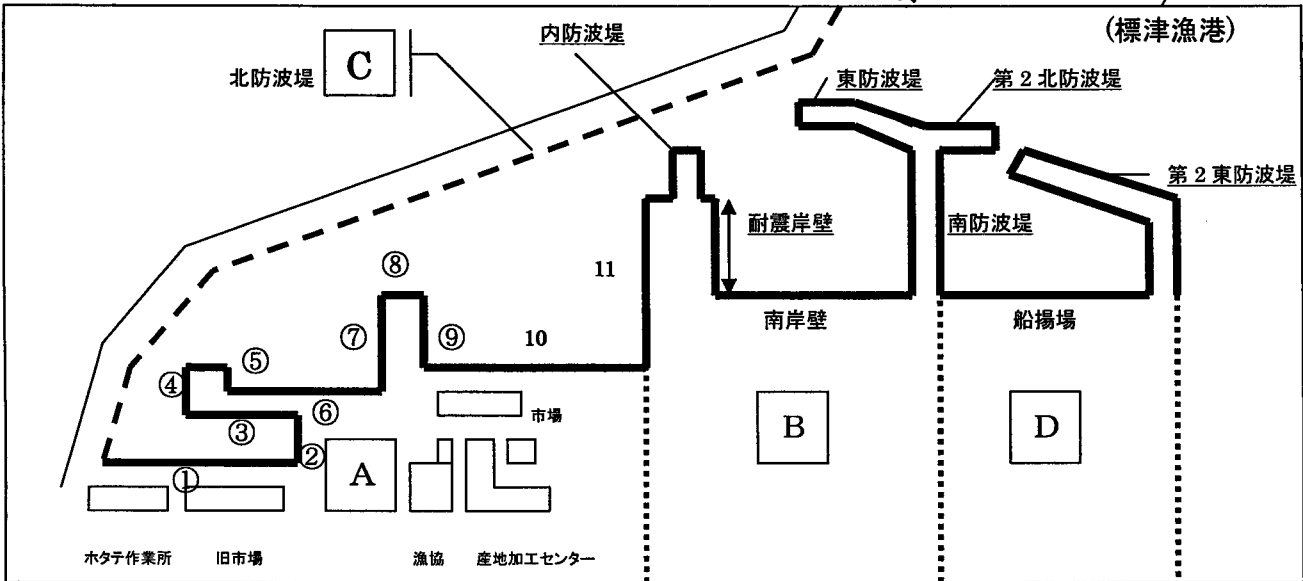 (標津漁港)
内防波堤
北防波堤
C
東防波堤
第２北防波堤
第２東防波堤
耐震岸壁
南防波堤
⑧
11
南岸壁
船揚場
⑦
⑨
10
⑤
④
⑥
市場
③
B
D
②
A
①
ホタテ作業所
旧市場
漁協
産地加工センター